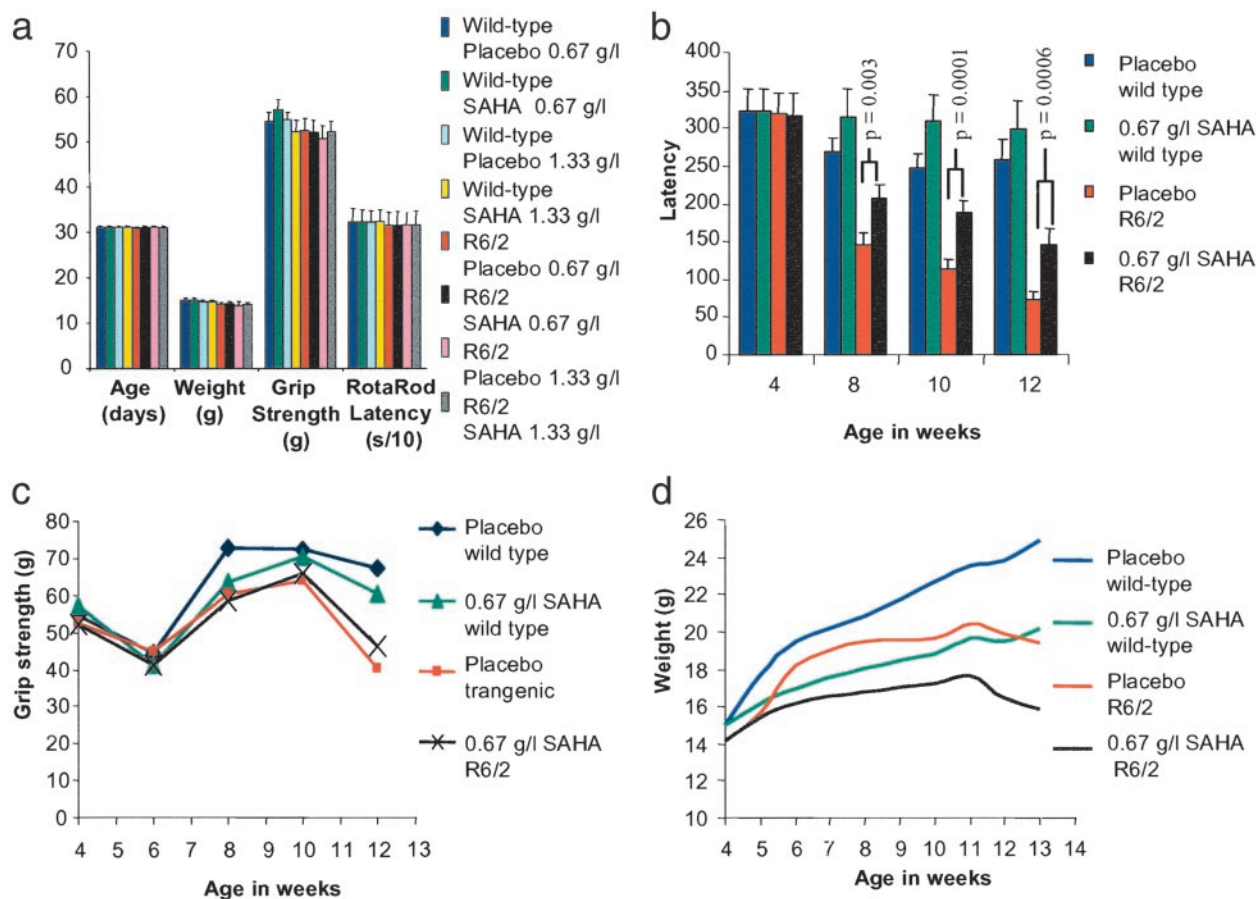 a
70
60
50
40
30
20
10
0
Age
(days)
Weight
(g)
Grip
Strength
(g)
RotaRod
Latency
(s/10)
Wild-type
Placebo 0.67 g/l
Wild-type
SAHA 0.67 g/l
Wild-type
Placebo 1.33 g/l
Wild-type
SAHA 1.33 g/l
R6/2
Placebo 0.67 g/l
R6/2
SAHA 0.67 g/l
R6/2
Placebo 1.33 g/l
R6/2
SAHA 1.33 g/l
b
Latency
400
350
300
250
200
150
100
50
0
p = 0.003
p = 0.0001
p = 0.0006
4 8 10 12
Age in weeks
Placebo
wild type
0.67 g/l SAHA
wild type
Placebo
R6/2
0.67 g/l SAHA
R6/2
c
Grip strength (g)
80
70
60
50
40
30
20
10
0
4 5 6 7 8 9 10 11 12 13
Age in weeks
Placebo
wild type
0.67 g/l SAHA
wild type
Placebo
trangenic
0.67 g/l SAHA
R6/2
d
Weight (g)
26
24
22
20
18
16
14
12
10
4 5 6 7 8 9 10 11 12 13 14
Age in weeks
Placebo
wild-type
0.67 g/l SAHA
wild-type
Placebo
R6/2
0.67 g/l SAHA
R6/2